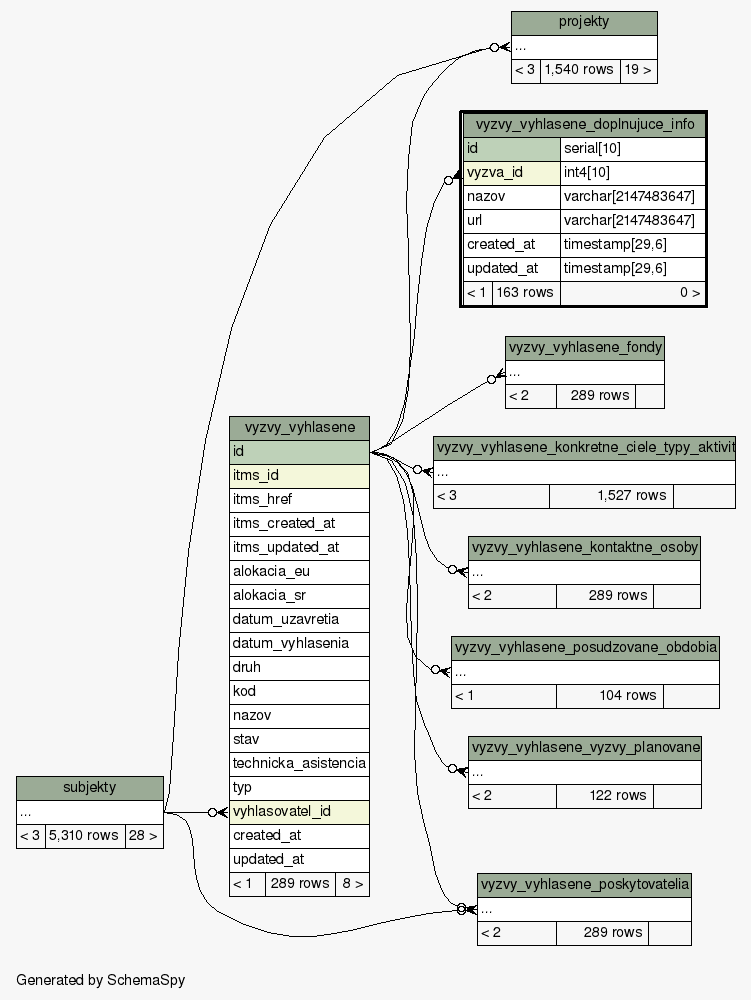 projekty
...
< 3 1,540 rows 19 >
vyzvy_vyhlasene_doplnujuce_info
id serial[10]
vyzva_id int4[10]
nazov varchar[2147483647]
url varchar[2147483647]
created_at timestamp[29,6]
updated_at timestamp[29,6]
< 1 163 rows 0 >
vyzvy_vyhlasene_fondy
...
< 2 289 rows
vyzvy_vyhlasene
id
itms_id
itms_href
itms_created_at
itms_updated_at
alokacia_eu
alokacia_sr
datum_uzavretia
datum_vyhlasenia
druh
kod
nazov
stav
technicka_asistencia
typ
vyhlasovatel_id
created_at
updated_at
< 1 289 rows 8 >
vyzvy_vyhlasene_konkretne_ciele_typy_aktivit
...
< 3 1,527 rows
vyzvy_vyhlasene_kontaktne_osoby
...
< 2 289 rows
vyzvy_vyhlasene_posudzovane_obdobia
...
< 1 104 rows
vyzvy_vyhlasene_vyzvy_planovane
...
< 2 122 rows
subjekty
...
< 3 5,310 rows 28 >
vyzvy_vyhlasene_poskytovatelia
...
< 2 289 rows
Generated by SchemaSpy